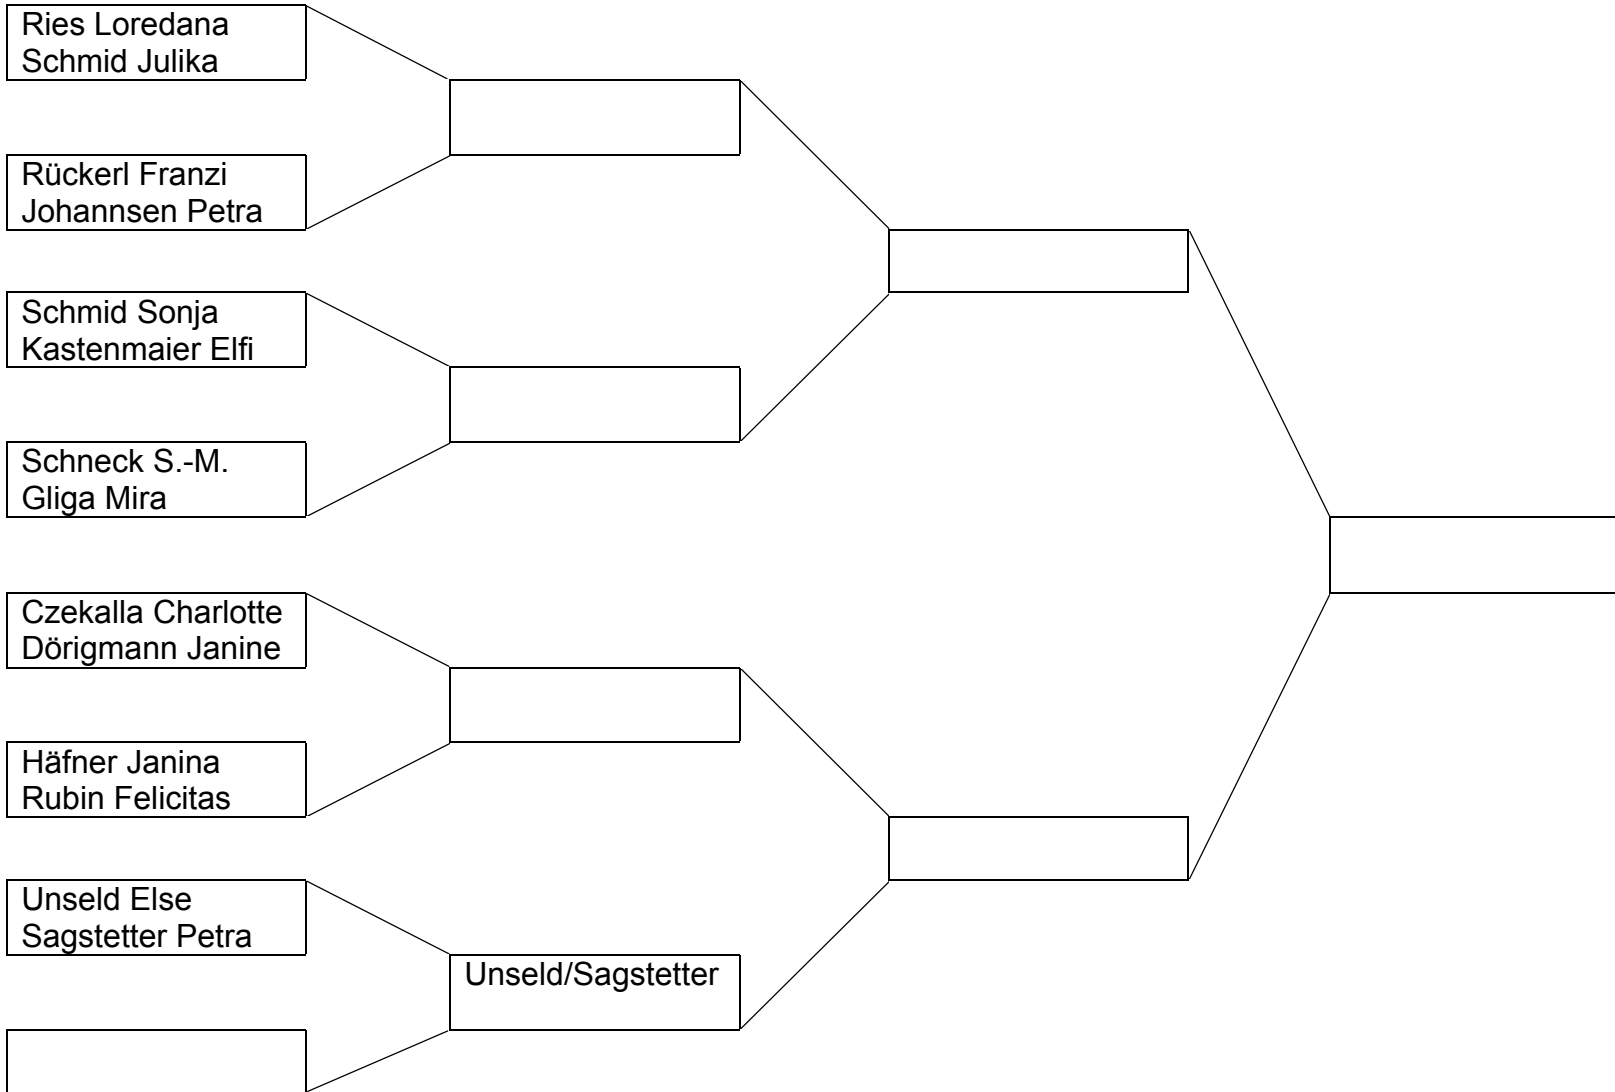 Ries Loredana
Schmid Julika
Rückerl Franzi
Johannsen Petra
Schmid Sonja
Kastenmaier Elfi
Schneck S.-M.
Gliga Mira
Czekalla Charlotte
Dörigmann Janine
Häfner Janina
Rubin Felicitas
Unseld Else
Sagstetter Petra
Unseld/Sagstetter